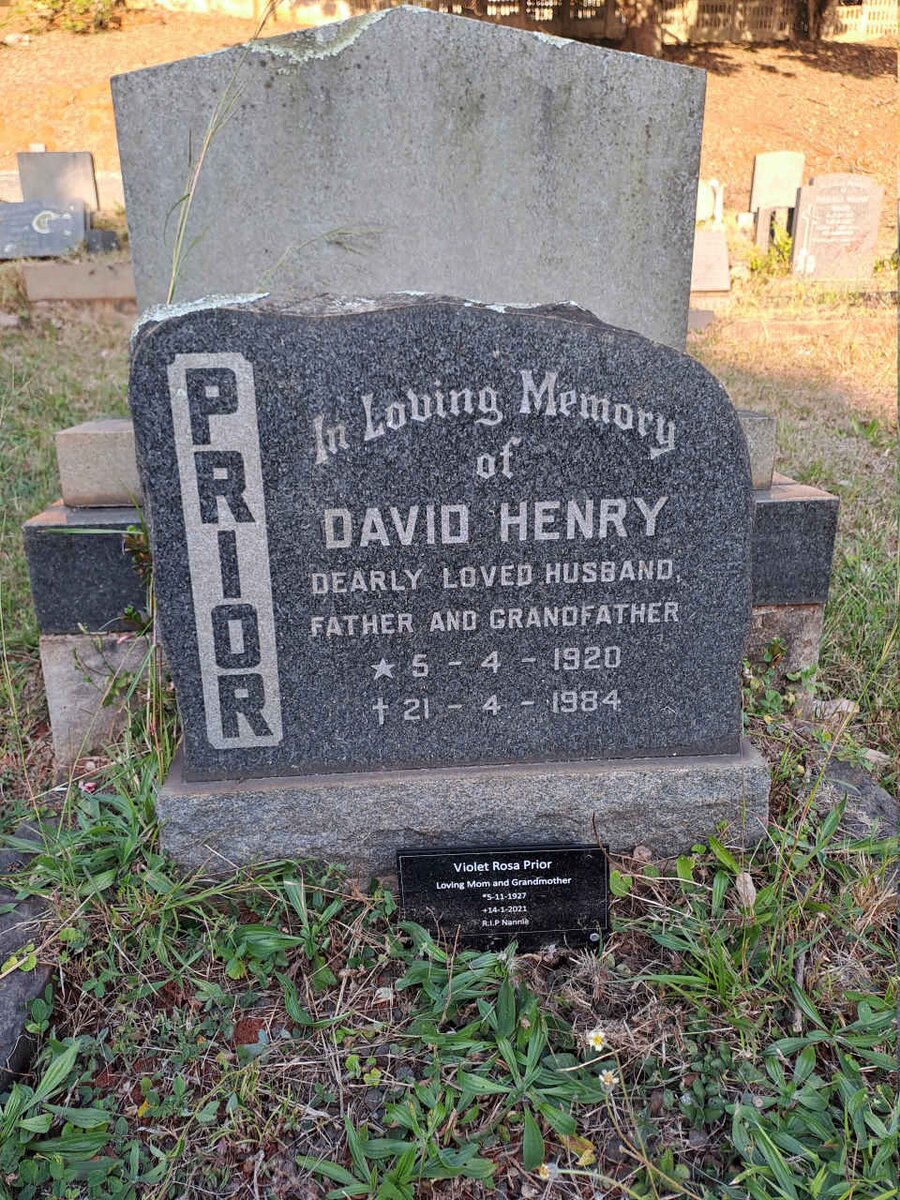 PRIOR
In Loving Memory
of
DAVID HENRY
DEARLY LOVED HUSBAND,
FATHER AND GRANDFATHER
★ 5 - 4 - 1920
† 21 - 4 - 1984
Violet Rosa Prior
Loving Mom and Grandmother
*5-11-1927
+14-1-2021
R.I.P Nannie